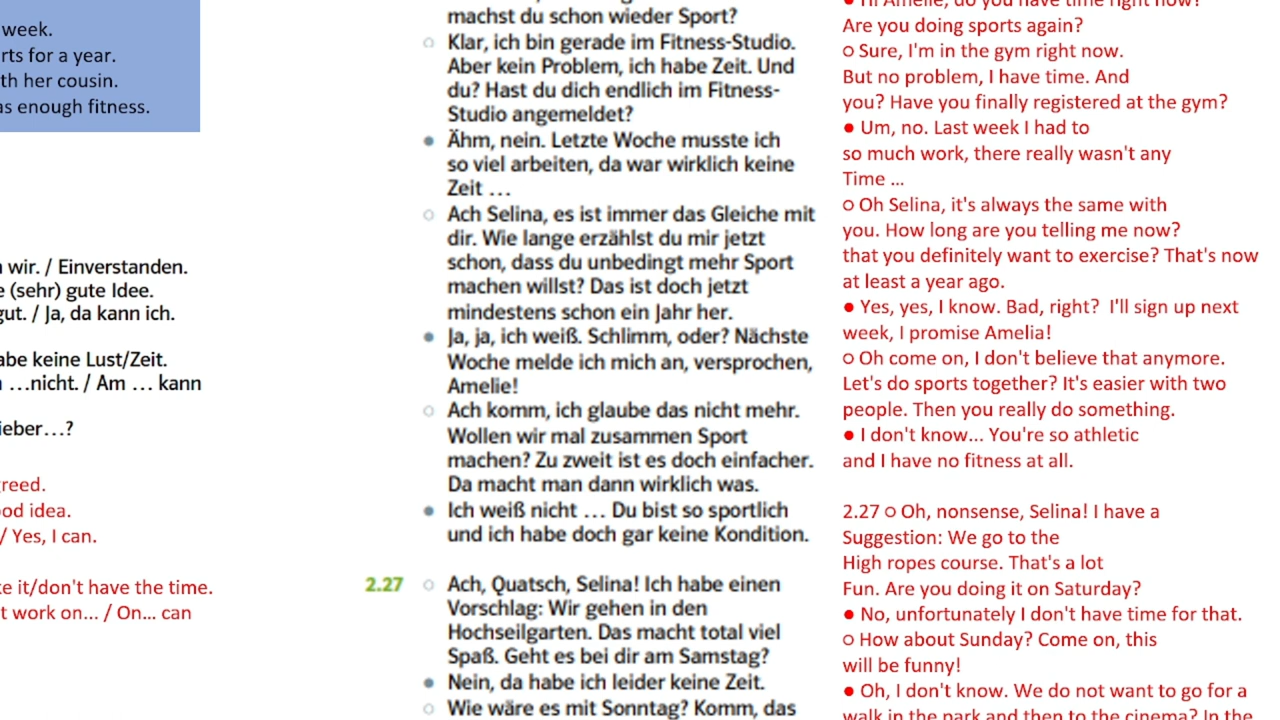 week.
rts for a year.
th her cousin.
as enough fitness.
wir. / Einverstanden.
e (sehr) gute Idee.
gut. / Ja, da kann ich.
abe keine Lust/Zeit.
…nicht. / Am … kann
ieber…?
reed.
od idea.
/ Yes, I can.
e it/don't have the time.
t work on... / On... can
machst du schon wieder Sport?
○ Klar, ich bin gerade im Fitness-Studio.
Aber kein Problem, ich habe Zeit. Und
du? Hast du dich endlich im Fitness-
Studio angemeldet?
● Ähm, nein. Letzte Woche musste ich
so viel arbeiten, da war wirklich keine
Zeit …
○ Ach Selina, es ist immer das Gleiche mit
dir. Wie lange erzählst du mir jetzt
schon, dass du unbedingt mehr Sport
machen willst? Das ist doch jetzt
mindestens schon ein Jahr her.
● Ja, ja, ich weiß. Schlimm, oder? Nächste
Woche melde ich mich an, versprochen,
Amelie!
○ Ach komm, ich glaube das nicht mehr.
Wollen wir mal zusammen Sport
machen? Zu zweit ist es doch einfacher.
Da macht man dann wirklich was.
● Ich weiß nicht … Du bist so sportlich
und ich habe doch gar keine Kondition.
2.27 ○ Ach, Quatsch, Selina! Ich habe einen
Vorschlag: Wir gehen in den
Hochseilgarten. Das macht total viel
Spaß. Geht es bei dir am Samstag?
● Nein, da habe ich leider keine Zeit.
○ Wie wäre es mit Sonntag? Komm, das
● Hi Amelie, do you have time right now?
Are you doing sports again?
○ Sure, I'm in the gym right now.
But no problem, I have time. And
you? Have you finally registered at the gym?
● Um, no. Last week I had to
so much work, there really wasn't any
Time ...
○ Oh Selina, it's always the same with
you. How long are you telling me now?
that you definitely want to exercise? That's now
at least a year ago.
● Yes, yes, I know. Bad, right?  I'll sign up next
week, I promise Amelia!
○ Oh come on, I don't believe that anymore.
Let's do sports together? It's easier with two
people. Then you really do something.
● I don't know... You're so athletic
and I have no fitness at all.
2.27 ○ Oh, nonsense, Selina! I have a
Suggestion: We go to the
High ropes course. That's a lot
Fun. Are you doing it on Saturday?
● No, unfortunately I don't have time for that.
○ How about Sunday? Come on, this
will be funny!
● Oh, I don't know. We do not want to go for a
walk in the park and then to the cinema? In the